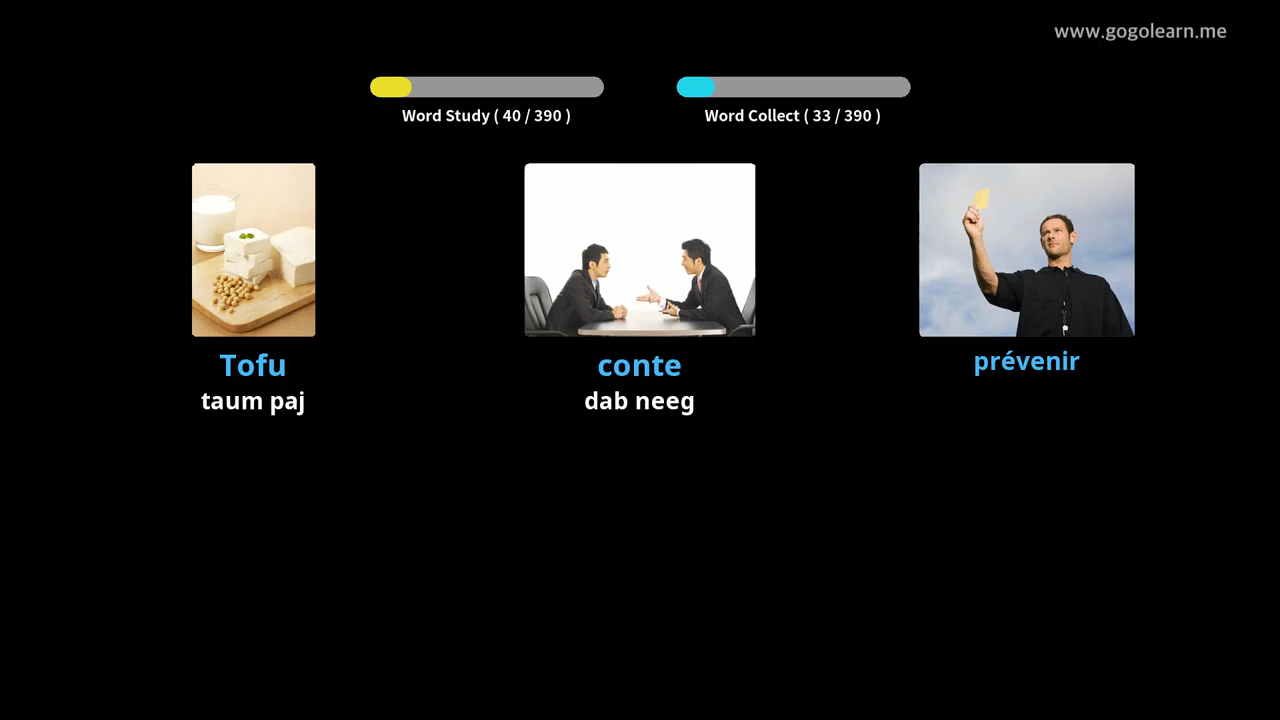 www.gogolearn.me
Word Study ( 40 / 390 )
Word Collect ( 33 / 390 )
Tofu
taum paj
conte
dab neeg
prévenir